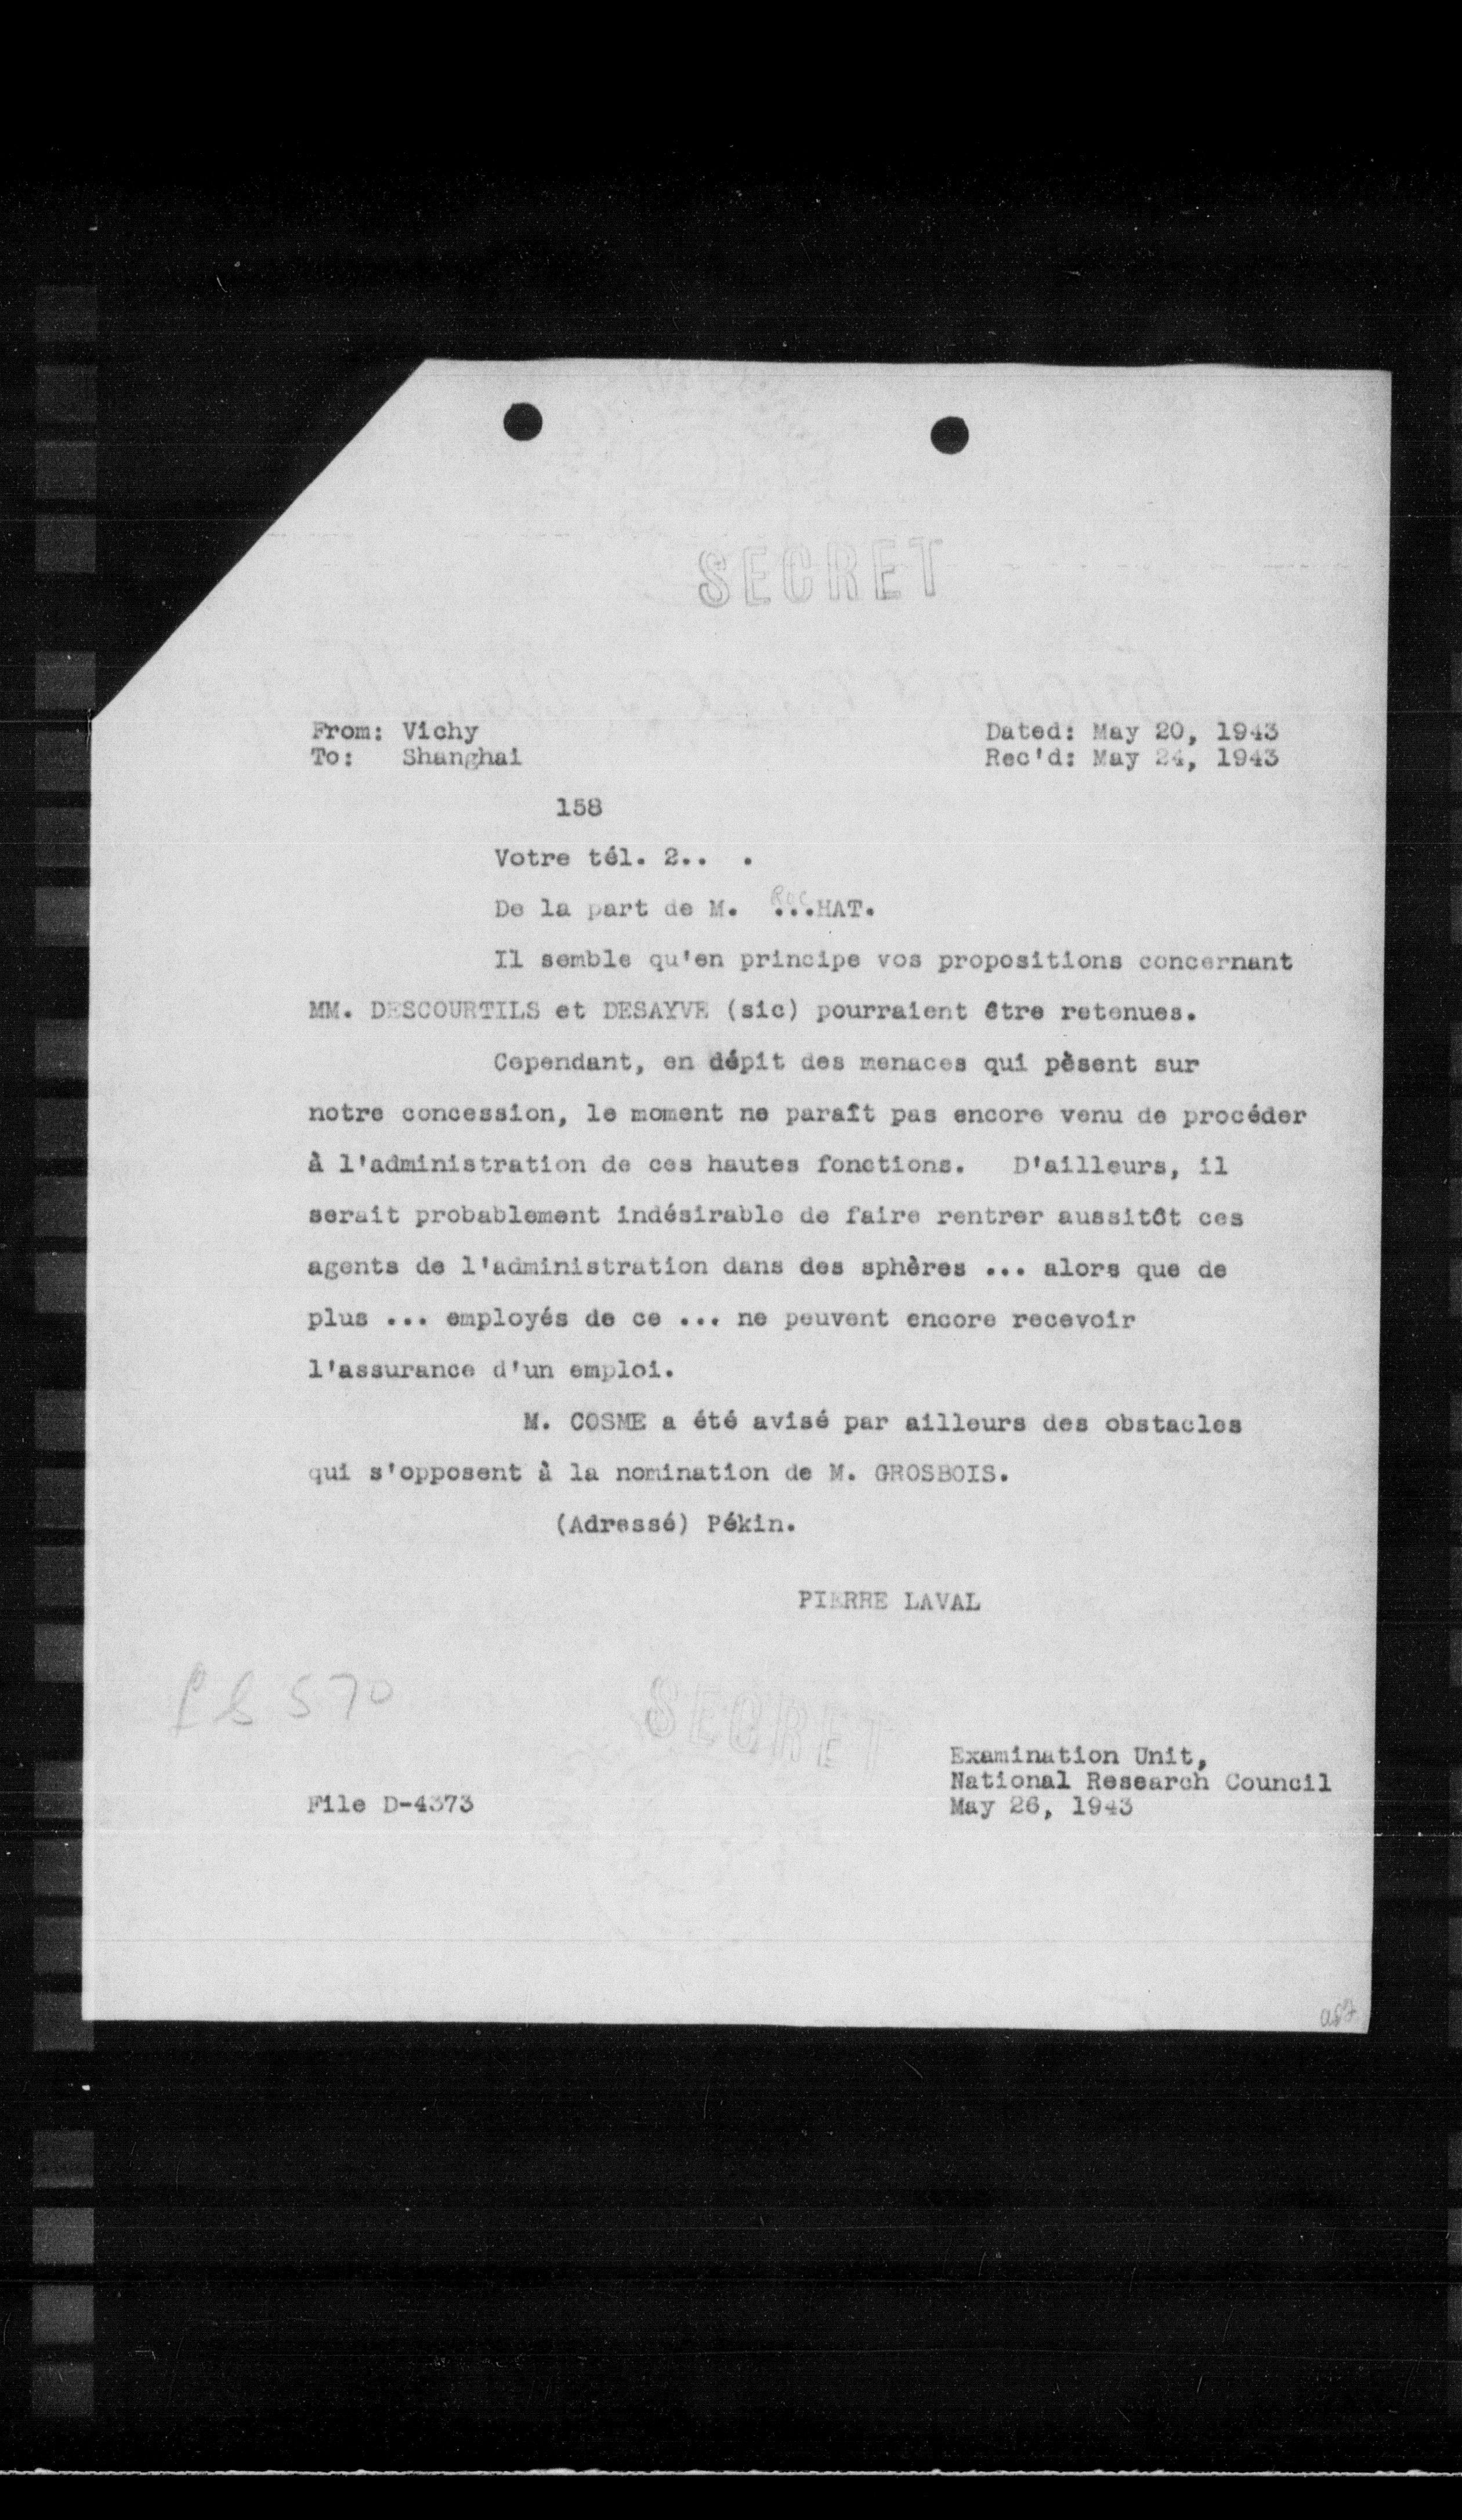 SECRET
From: Vichy
To: Shanghai
Dated: May 20, 1943
Rec'd: May 24, 1943
158
Votre tél. 2.. .
De la part de M. ...HAT.
Roc
Il semble qu'en principe vos propositions concernant
MM. DESCOURTILS et DESAYVE (sic) pourraient être retenues.
Cependant, en dépit des menaces qui pèsent sur
notre concession, le moment ne paraît pas encore venu de procéder
à l'administration de ces hautes fonctions. D'ailleurs, il
serait probablement indésirable de faire rentrer aussitôt ces
agents de l'administration dans des sphères ... alors que de
plus ... employés de ce ... ne peuvent encore recevoir
l'assurance d'un emploi.
M. COSME a été avisé par ailleurs des obstacles
qui s'opposent à la nomination de M. GROSBOIS.
(Adressé) Pékin.
PIERRE LAVAL
SECRET
Examination Unit,
National Research Council
May 26, 1943
File D-4373